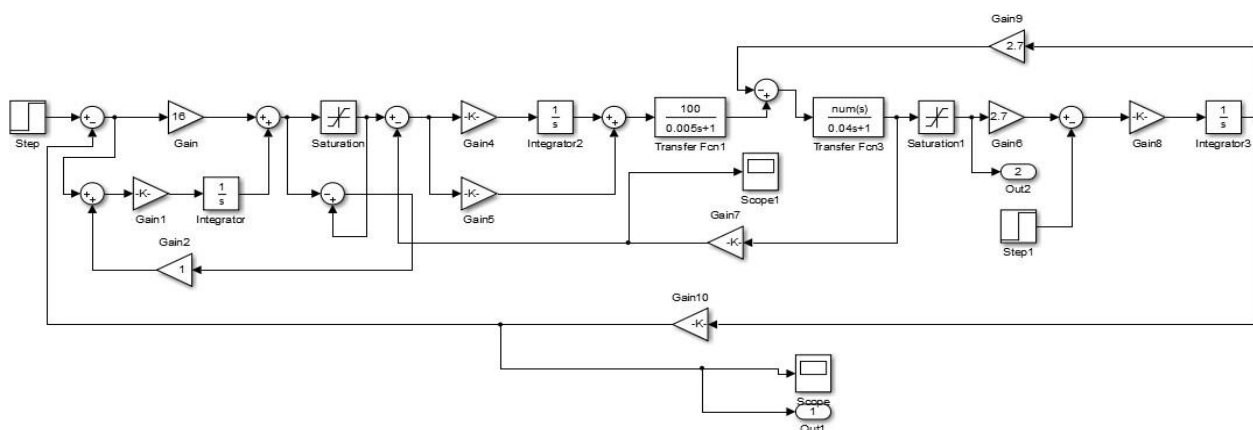 Gain9
2.7
Step
16
Gain
Saturation
-K-
Gain4
1
s
Integrator2
100
0.005s+1
Transfer Fcn1
num(s)
0.04s+1
Transfer Fcn3
Saturation1
2.7
Gain6
-K-
Gain8
1
s
Integrator3
-K-
Gain1
1
s
Integrator
-K-
Gain5
Scope1
2
Out2
Step1
Gain7
-K-
Gain2
1
Gain10
-K-
Scope
1
Out1